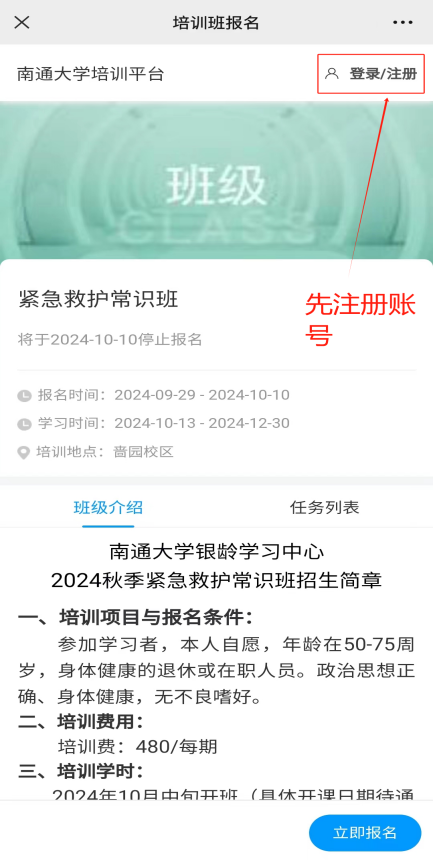 培训班报名
南通大学培训平台
登录/注册
班级
CLASS
紧急救护常识班
先注册账
号
将于2024-10-10停止报名
报名时间：2024-09-29 - 2024-10-10
学习时间：2024-10-13 - 2024-12-30
培训地点：啬园校区
班级介绍
任务列表
南通大学银龄学习中心
2024秋季紧急救护常识班招生简章
一、培训项目与报名条件：
参加学习者，本人自愿，年龄在50-75周
岁，身体健康的退休或在职人员。政治思想正
确、身体健康，无不良嗜好。
二、培训费用：
培训费：480/每期
三、培训学时：
2024年10月中旬开班（具体开课日期待通
立即报名